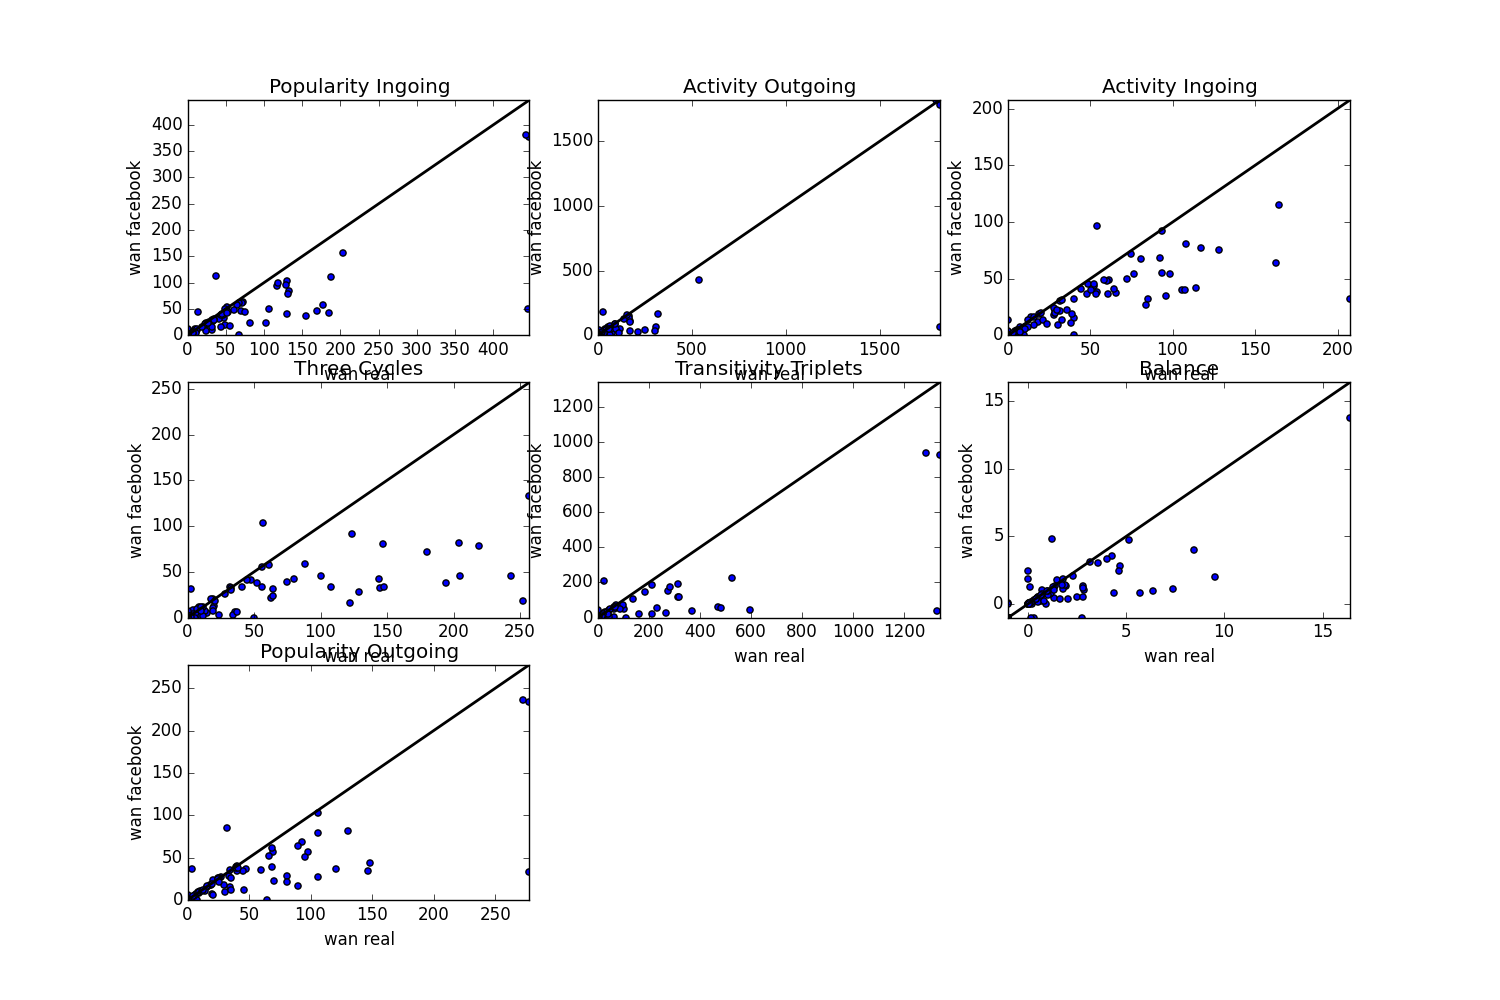 Popularity Ingoing
wan facebook
400
350
300
250
200
150
100
50
0
0 50 100 150 200 250 300 350 400
wan real
Activity Outgoing
wan facebook
1500
1000
500
0
0 500 1000 1500
wan real
Activity Ingoing
wan facebook
200
150
100
50
0
0 50 100 150 200
wan real
Three Cycles
wan facebook
250
200
150
100
50
0
0 50 100 150 200 250
wan real
Transitivity Triplets
wan facebook
1200
1000
800
600
400
200
0
0 200 400 600 800 1000 1200
wan real
Balance
wan facebook
15
10
5
0
0 5 10 15
wan real
Popularity Outgoing
wan facebook
250
200
150
100
50
0
0 50 100 150 200 250
wan real